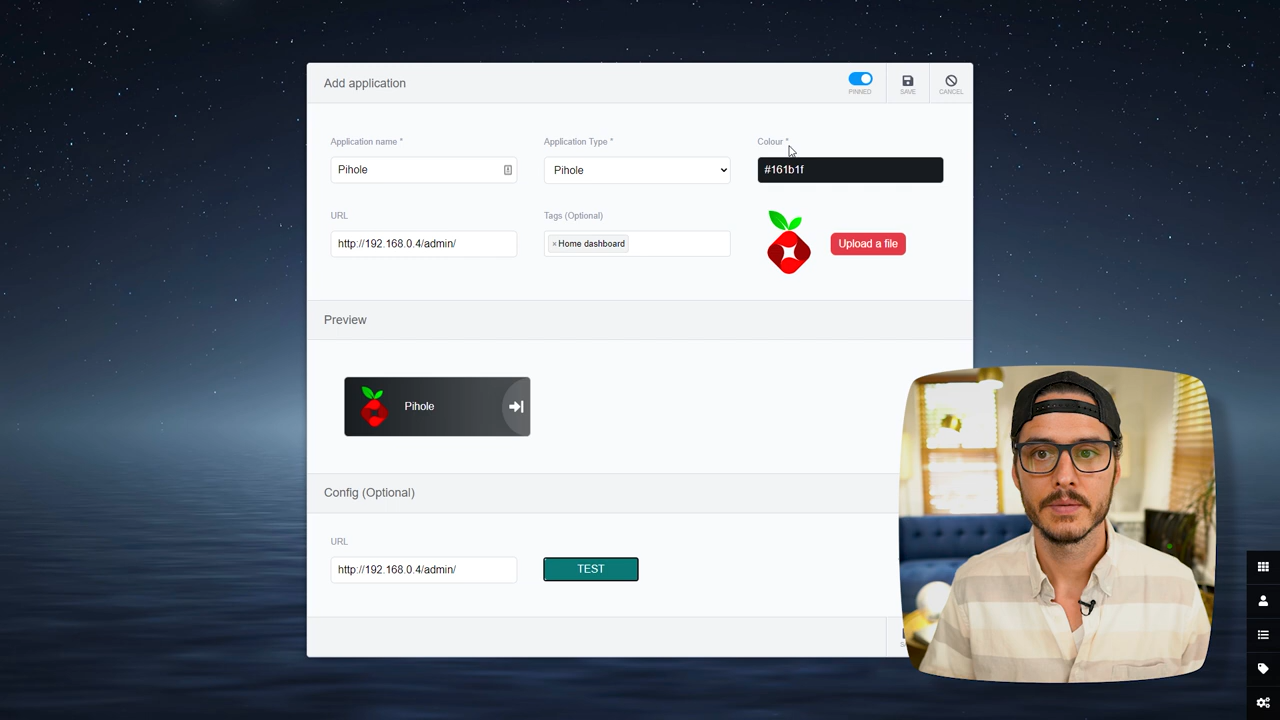 Add application
PINNED
SAVE
CANCEL
Application name *
Application Type *
Colour *
Pihole
Pihole
#161b1f
URL
Tags (Optional)
http://192.168.0.4/admin/
× Home dashboard
Upload a file
Preview
Pihole
Config (Optional)
URL
http://192.168.0.4/admin/
TEST